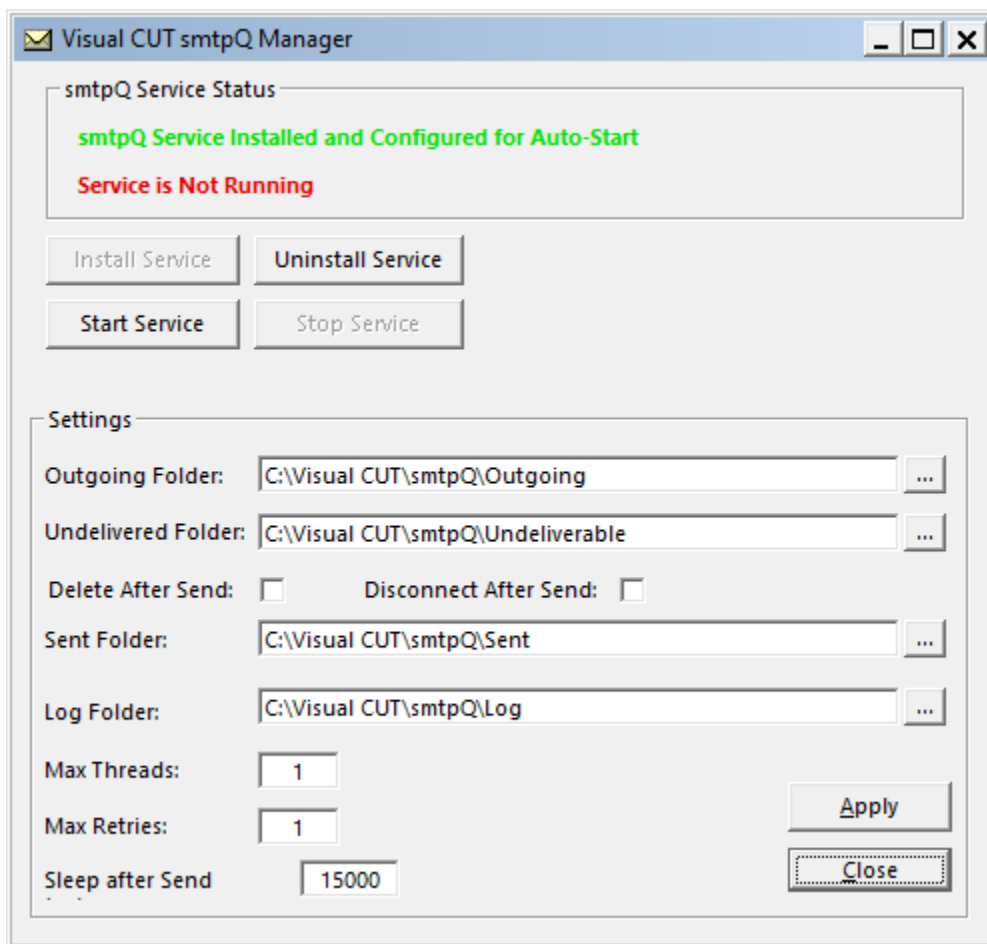 Visual CUT smtpQ Manager
smtpQ Service Status
smtpQ Service Installed and Configured for Auto-Start
Service is Not Running
Install Service Uninstall Service
Start Service Stop Service
Settings
Outgoing Folder: C:\Visual CUT\smtpQ\Outgoing ...
Undelivered Folder: C:\Visual CUT\smtpQ\Undeliverable ...
Delete After Send: Disconnect After Send:
Sent Folder: C:\Visual CUT\smtpQ\Sent ...
Log Folder: C:\Visual CUT\smtpQ\Log ...
Max Threads: 1
Max Retries: 1
Apply
Sleep after Send 15000
Close